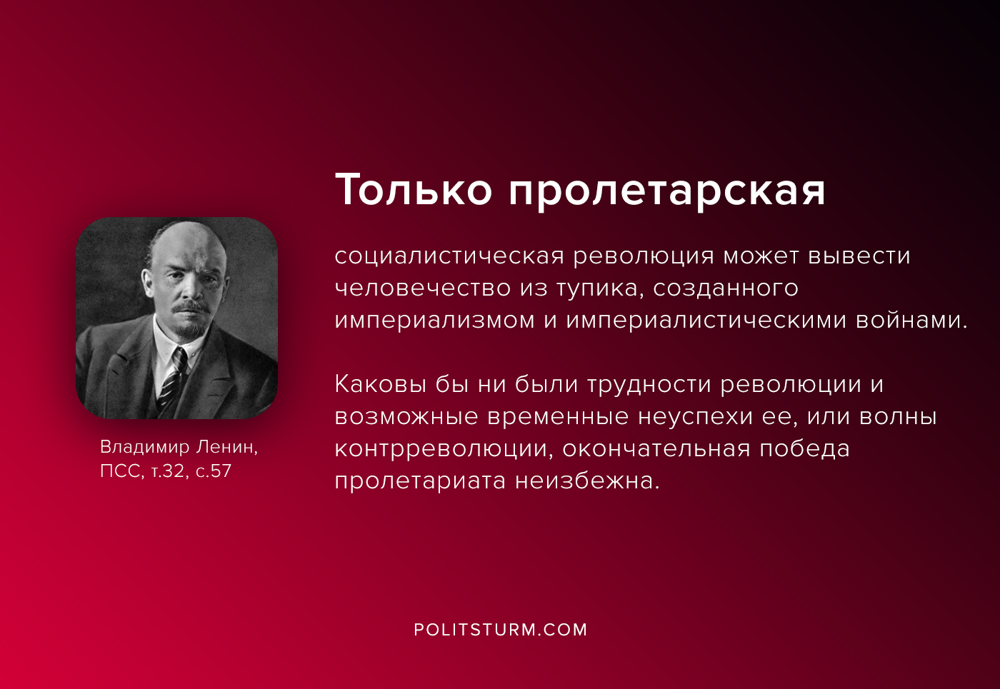 Только пролетарская
социалистическая революция может вывести
человечество из тупика, созданного
империализмом и империалистическими войнами.
Каковы бы ни были трудности революции и
возможные временные неуспехи ее, или волны
контрреволюции, окончательная победа
пролетариата неизбежна.
Владимир Ленин,
ПСС, т.32, с.57
POLITSTURM.COM